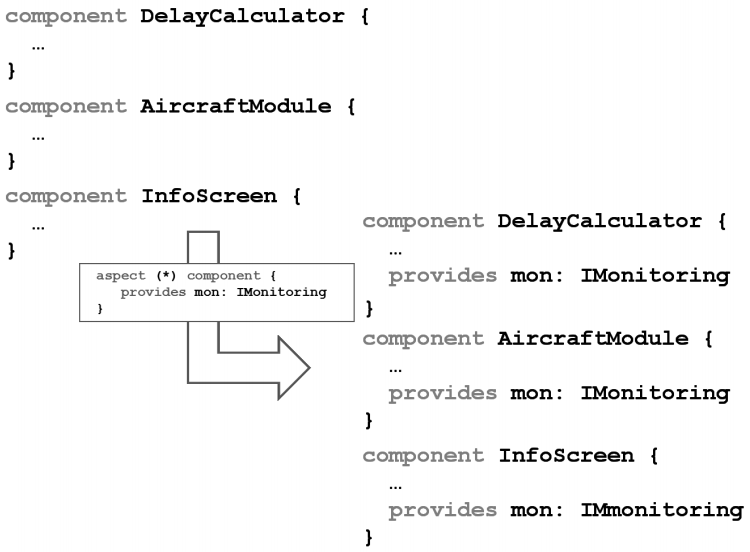 component DelayCalculator {
…
}
component AircraftModule {
…
}
component InfoScreen {
…
}
aspect (*) component {
provides mon: IMonitoring
}
component DelayCalculator {
…
provides mon: IMonitoring
}
component AircraftModule {
…
provides mon: IMonitoring
}
component InfoScreen {
…
provides mon: IMmonitoring
}